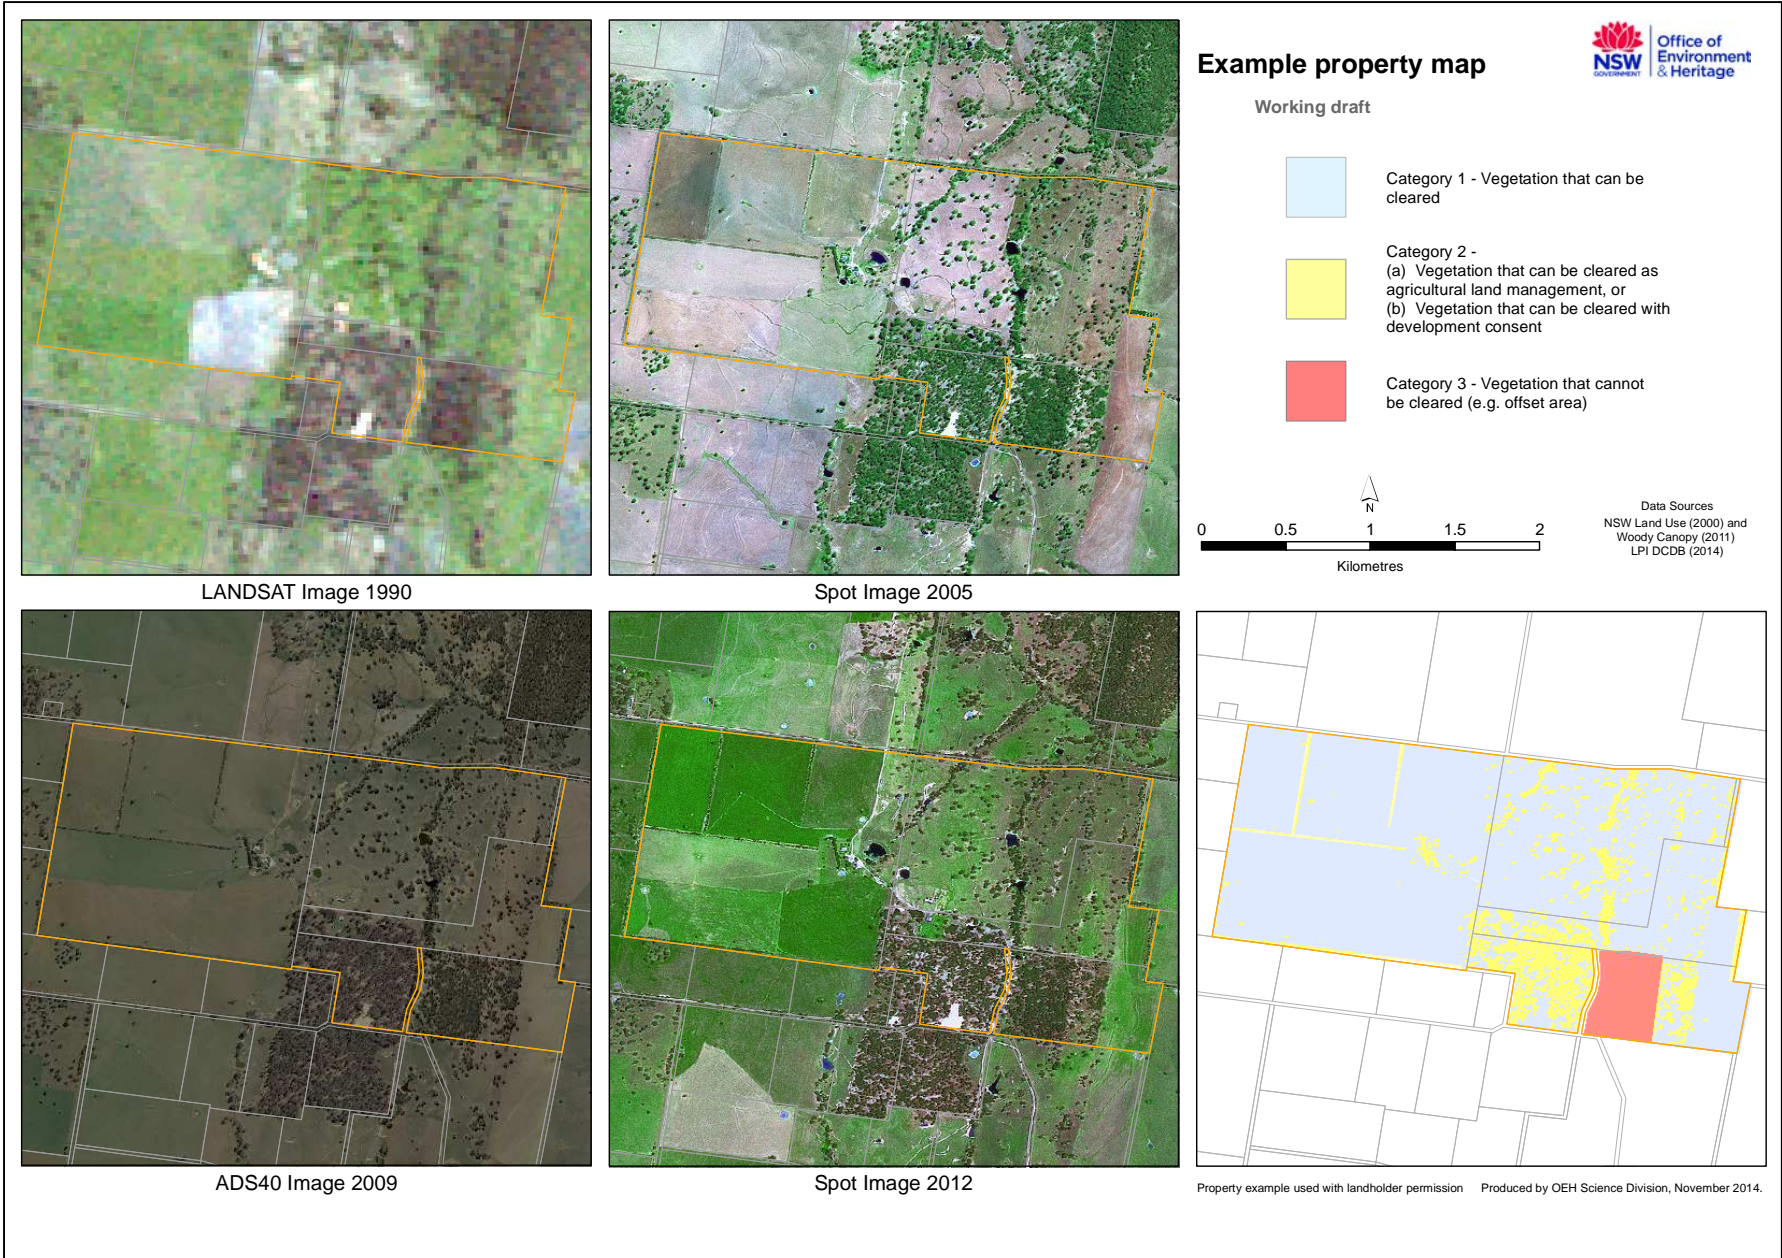 Example property map
Working draft
NSW
GOVERNMENT
Office of
Environment
& Heritage
Category 1 - Vegetation that can be
cleared
Category 2 -
(a)  Vegetation that can be cleared as
agricultural land management, or
(b)  Vegetation that can be cleared with
development consent
Category 3 - Vegetation that cannot
be cleared (e.g. offset area)
N
0 0.5 1 1.5 2
Kilometres
Data Sources
NSW Land Use (2000) and
Woody Canopy (2011)
LPI DCDB (2014)
LANDSAT Image 1990
Spot Image 2005
ADS40 Image 2009
Spot Image 2012
Property example used with landholder permission
Produced by OEH Science Division, November 2014.